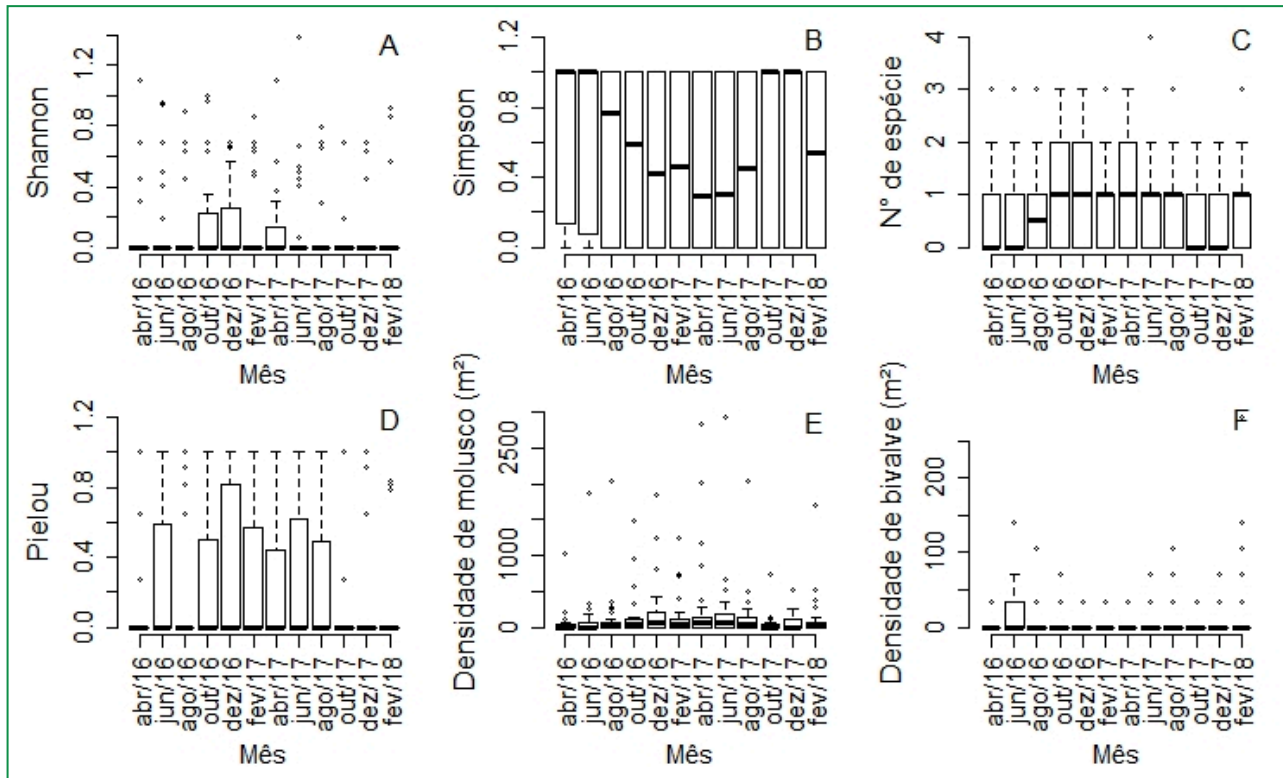 A
Shannon
0.0 0.4 0.8 1.2
abr/16 jun/16 ago/16 out/16 dez/16 fev/17 abr/17 jun/17 ago/17 out/17 dez/17 fev/18
Mês
B
Simpson
0.0 0.4 0.8 1.2
abr/16 jun/16 ago/16 out/16 dez/16 fev/17 abr/17 jun/17 ago/17 out/17 dez/17 fev/18
Mês
C
N° de espécie
0 1 2 3 4
abr/16 jun/16 ago/16 out/16 dez/16 fev/17 abr/17 jun/17 ago/17 out/17 dez/17 fev/18
Mês
D
Pielou
0.0 0.4 0.8 1.2
abr/16 jun/16 ago/16 out/16 dez/16 fev/17 abr/17 jun/17 ago/17 out/17 dez/17 fev/18
Mês
E
Densidade de molusco (m²)
0 1000 2500
abr/16 jun/16 ago/16 out/16 dez/16 fev/17 abr/17 jun/17 ago/17 out/17 dez/17 fev/18
Mês
F
Densidade de bivalve (m²)
0 100 200
abr/16 jun/16 ago/16 out/16 dez/16 fev/17 abr/17 jun/17 ago/17 out/17 dez/17 fev/18
Mês